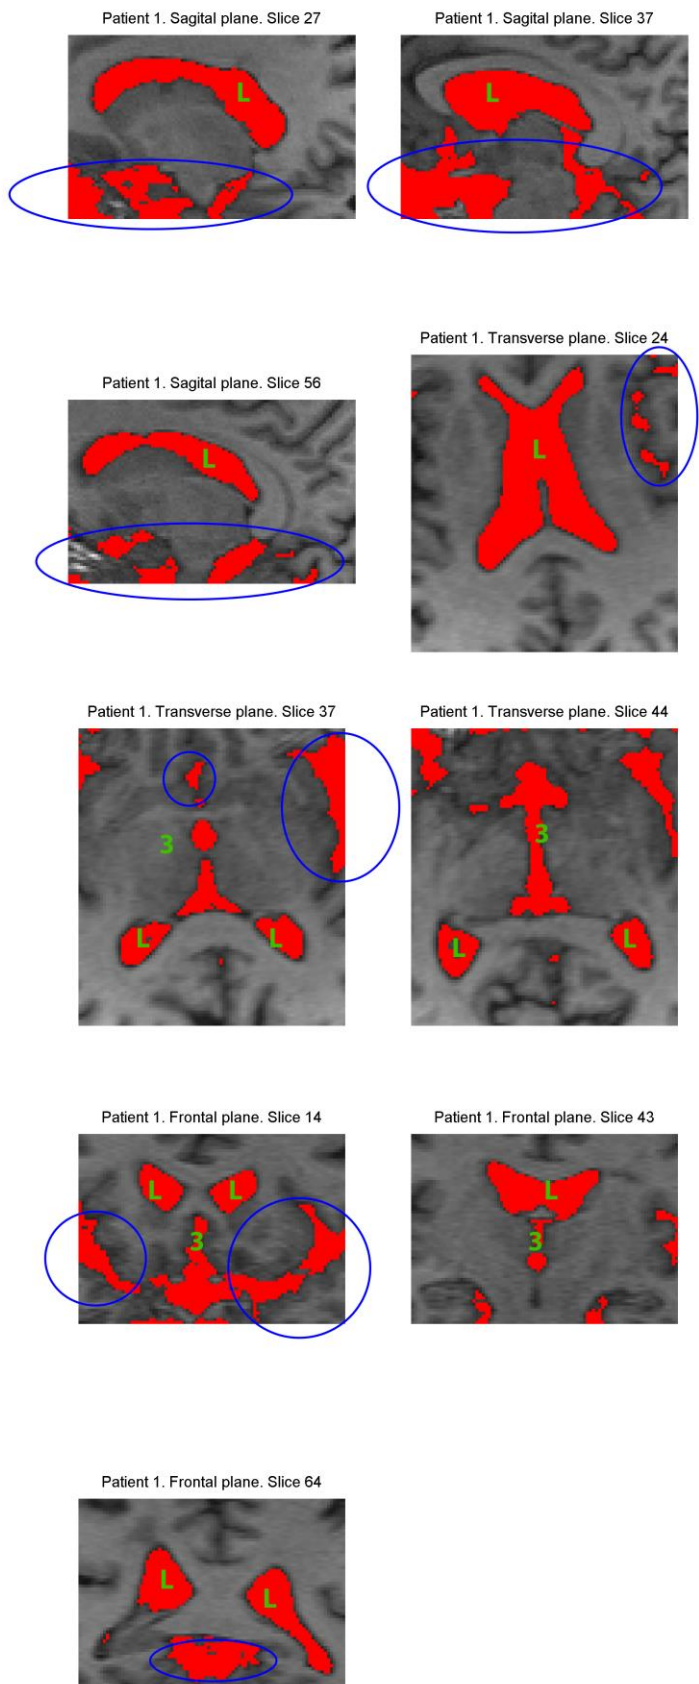 Patient 1. Sagital plane. Slice 27
Patient 1. Sagital plane. Slice 37
L
L
Patient 1. Transverse plane. Slice 24
Patient 1. Sagital plane. Slice 56
L
L
Patient 1. Transverse plane. Slice 37
Patient 1. Transverse plane. Slice 44
3
3
L
L
L
L
Patient 1. Frontal plane. Slice 14
Patient 1. Frontal plane. Slice 43
L
L
L
3
3
Patient 1. Frontal plane. Slice 64
L
L